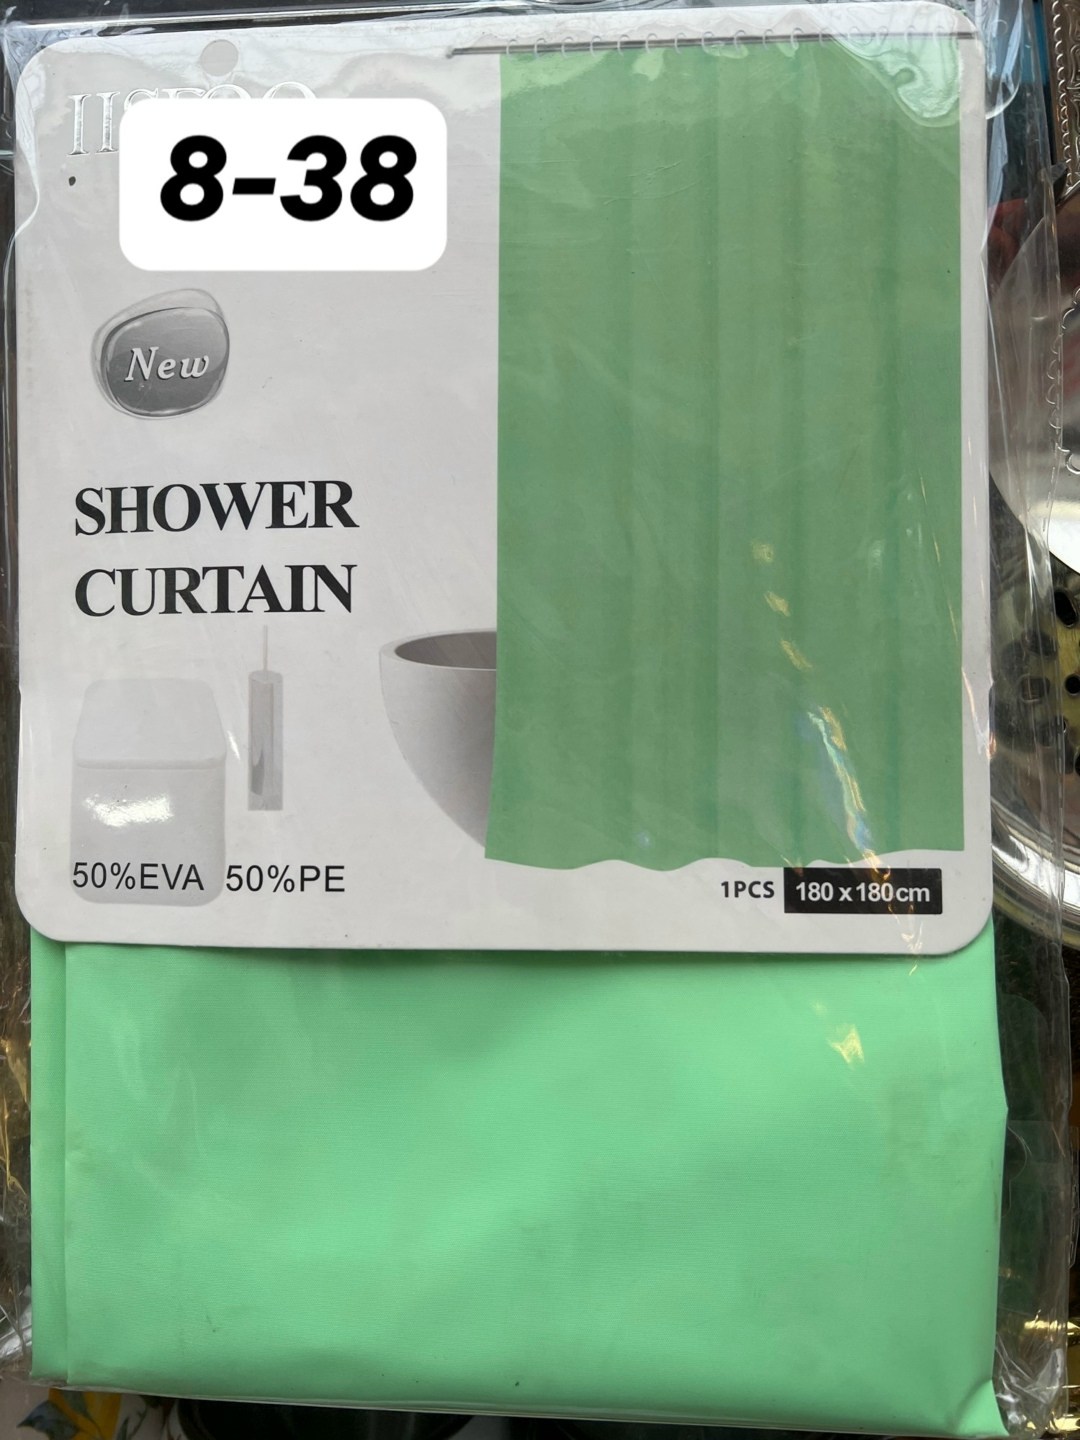 8-38
New
SHOWER
CURTAIN
50%EVA 50%PE
1PCS 180 x 180cm